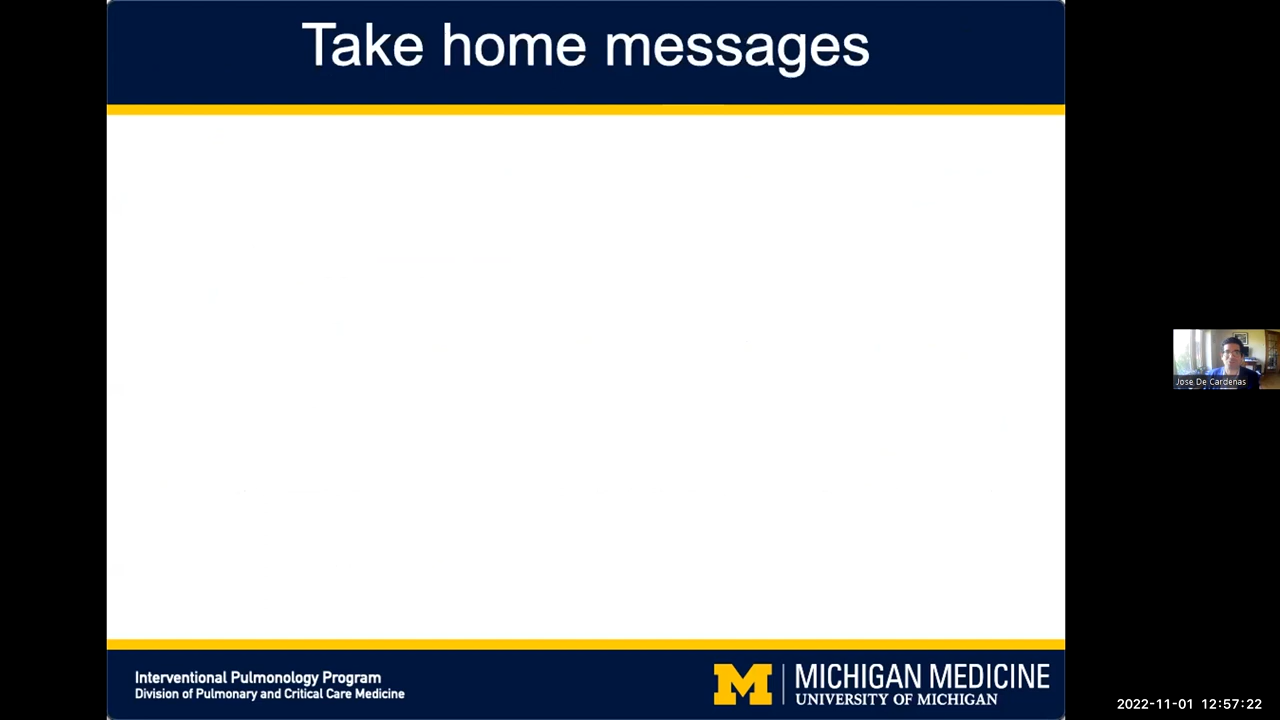 Take home messages
Jose De Cardenas
Interventional Pulmonology Program
Division of Pulmonary and Critical Care Medicine
M MICHIGAN MEDICINE
UNIVERSITY OF MICHIGAN
2022-11-01 12:57:22